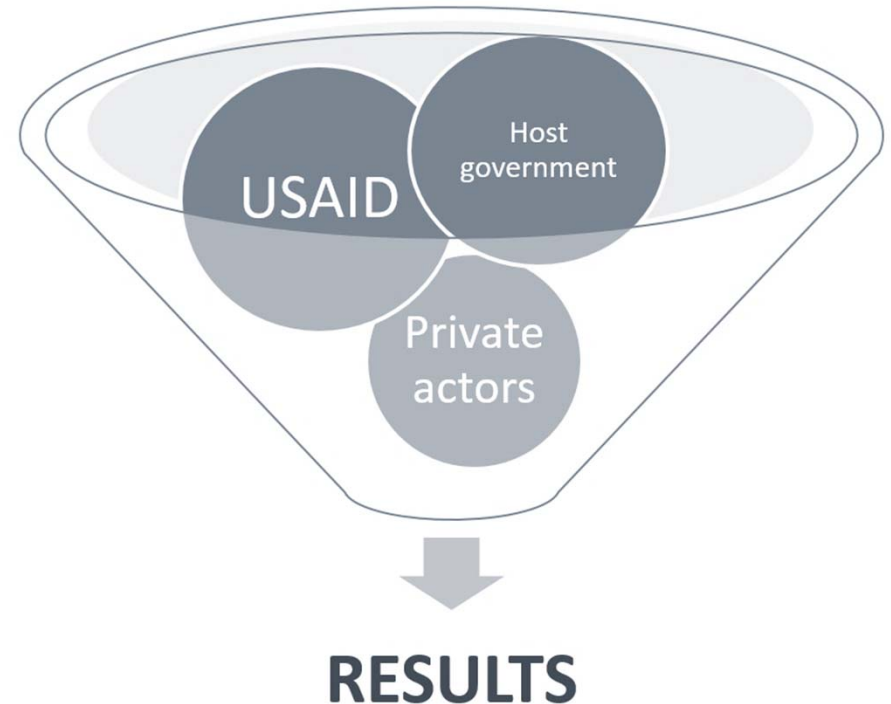 Host
government
USAID
Private
actors
RESULTS